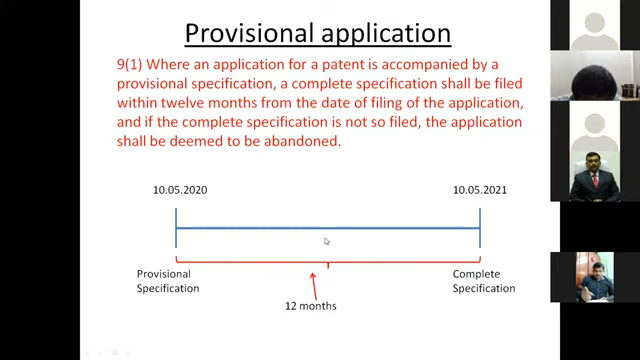 Provisional application
9(1) Where an application for a patent is accompanied by a
provisional specification, a complete specification shall be filed
within twelve months from the date of filing of the application,
and if the complete specification is not so filed, the application
shall be deemed to be abandoned.
10.05.2020
10.05.2021
Provisional
Specification
Complete
Specification
12 months